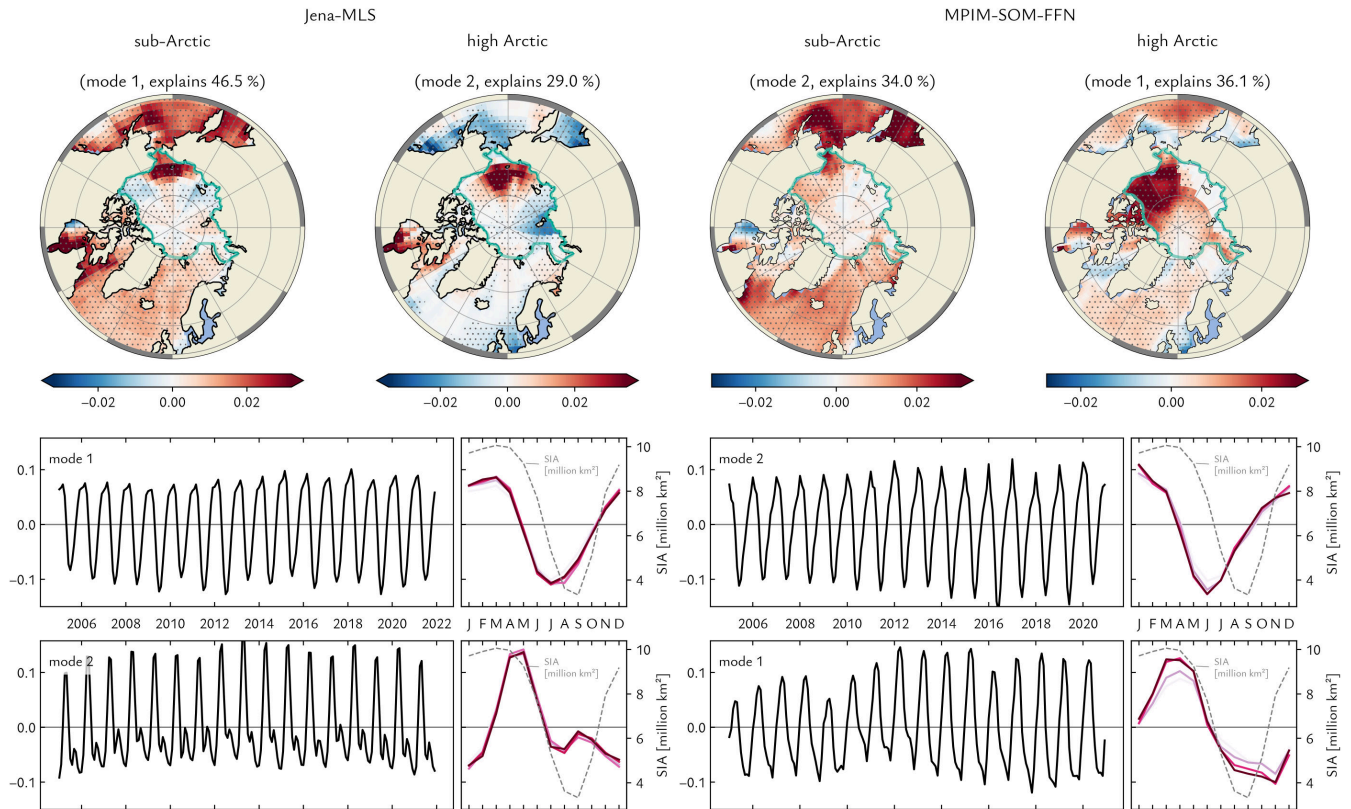 Jena-MLS
MPIM-SOM-FFN
sub-Arctic
high Arctic
sub-Arctic
high Arctic
(mode 1, explains 46.5 %)
(mode 2, explains 29.0 %)
(mode 2, explains 34.0 %)
(mode 1, explains 36.1 %)
−0.02 0.00 0.02
−0.02 0.00 0.02
−0.02 0.00 0.02
−0.02 0.00 0.02
mode 1
0.1
0.0
−0.1
2006 2008 2010 2012 2014 2016 2018 2020 2022
SIA
[million km²]
10
8
6
4
SIA [million km²]
J F M A M J J A S O N D
mode 2
0.1
0.0
−0.1
2006 2008 2010 2012 2014 2016 2018 2020
SIA
[million km²]
10
8
6
4
SIA [million km²]
J F M A M J J A S O N D
mode 2
0.1
0.0
−0.1
SIA
[million km²]
10
8
6
4
SIA [million km²]
mode 1
0.1
0.0
−0.1
SIA
[million km²]
10
8
6
4
SIA [million km²]